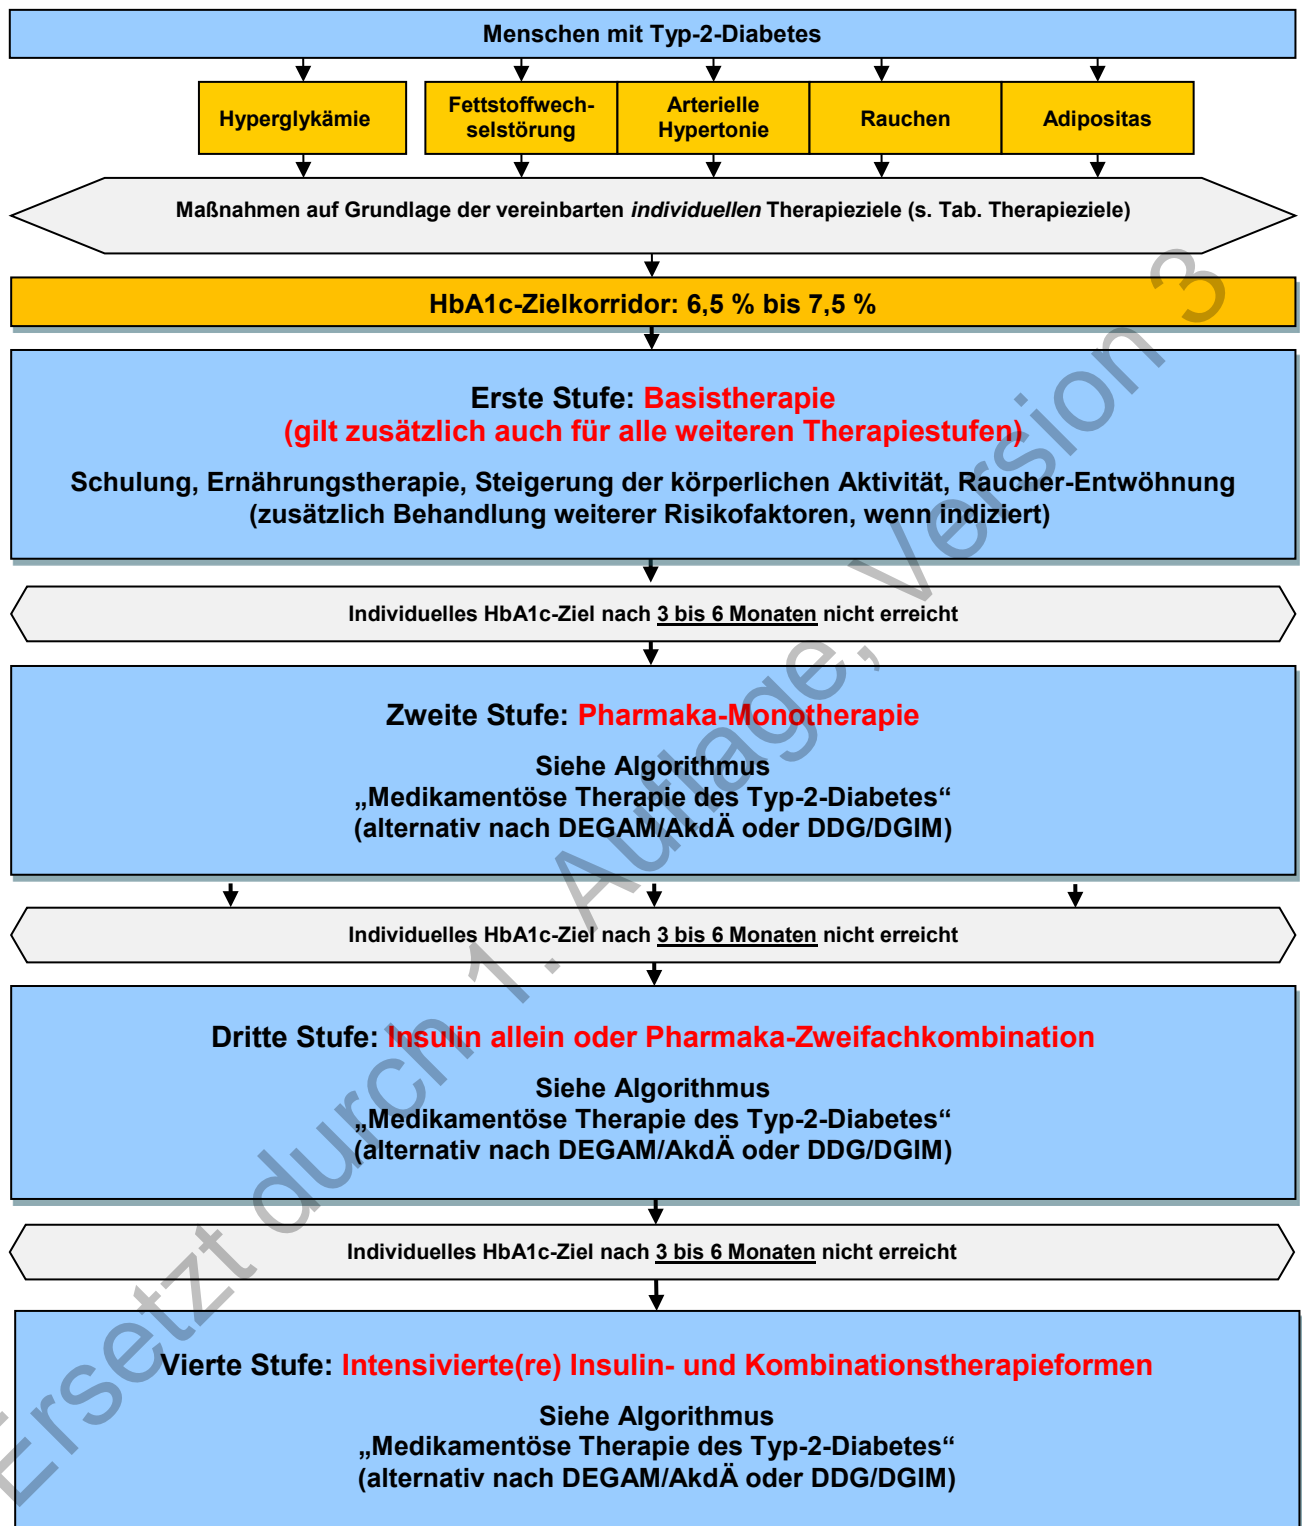 Menschen mit Typ-2-Diabetes
Hyperglykämie
Fettstoffwech-
selstörung
Arterielle
Hypertonie
Rauchen
Adipositas
Maßnahmen auf Grundlage der vereinbarten individuellen Therapieziele (s. Tab. Therapieziele)
HbA1c-Zielkorridor: 6,5 % bis 7,5 %
Erste Stufe: Basistherapie
(gilt zusätzlich auch für alle weiteren Therapiestufen)
Schulung, Ernährungstherapie, Steigerung der körperlichen Aktivität, Raucher-Entwöhnung
(zusätzlich Behandlung weiterer Risikofaktoren, wenn indiziert)
Individuelles HbA1c-Ziel nach 3 bis 6 Monaten nicht erreicht
Zweite Stufe: Pharmaka-Monotherapie
Siehe Algorithmus
„Medikamentöse Therapie des Typ-2-Diabetes“
(alternativ nach DEGAM/AkdÄ oder DDG/DGIM)
Individuelles HbA1c-Ziel nach 3 bis 6 Monaten nicht erreicht
Dritte Stufe: Insulin allein oder Pharmaka-Zweifachkombination
Siehe Algorithmus
„Medikamentöse Therapie des Typ-2-Diabetes“
(alternativ nach DEGAM/AkdÄ oder DDG/DGIM)
Individuelles HbA1c-Ziel nach 3 bis 6 Monaten nicht erreicht
Vierte Stufe: Intensivierte(re) Insulin- und Kombinationstherapieformen
Siehe Algorithmus
„Medikamentöse Therapie des Typ-2-Diabetes“
(alternativ nach DEGAM/AkdÄ oder DDG/DGIM)
Ersetzt durch 1. Auflage, Version 3